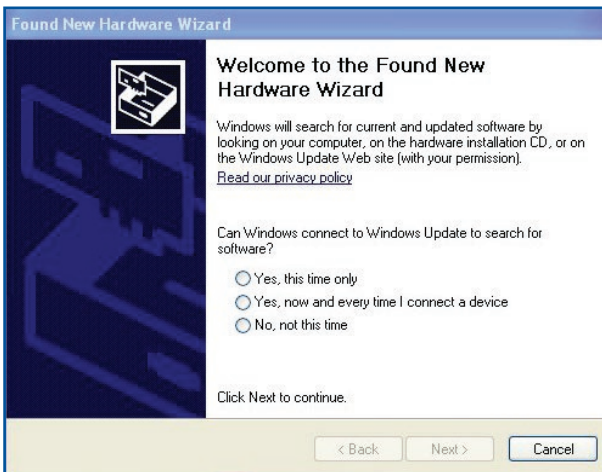 Found New Hardware Wizard
Welcome to the Found New
Hardware Wizard
Windows will search for current and updated software by
looking on your computer, on the hardware installation CD, or on
the Windows Update Web site (with your permission).
Read our privacy policy
Can Windows connect to Windows Update to search for
software?
Yes, this time only
Yes, now and every time I connect a device
No, not this time
Click Next to continue.
< Back
Next >
Cancel